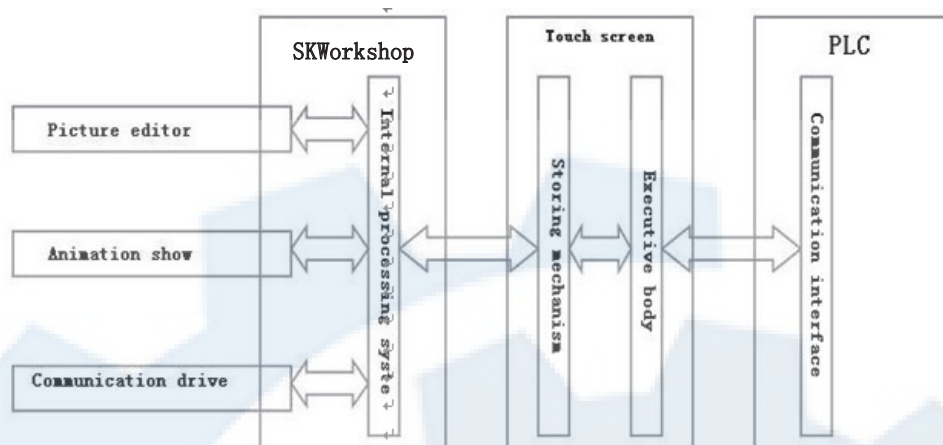 SKWorkshop
Touch screen
PLC
Picture editor
Animation show
Communication drive
Internal processing syste
Storing mechanism
Executive body
Communication interface